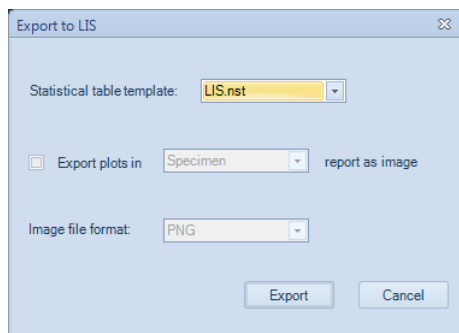 Export to LIS
Statistical table template: LIS.nst
Export plots in Specimen report as image
Image file format: PNG
Export Cancel